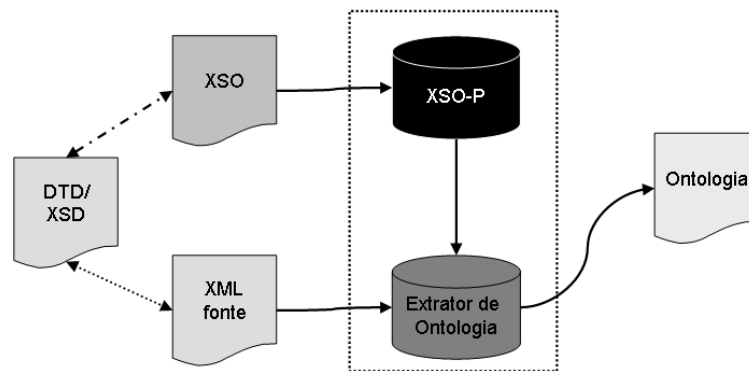 XSO
XSO-P
DTD/
XSD
Ontologia
XML
fonte
Extrator de
Ontologia